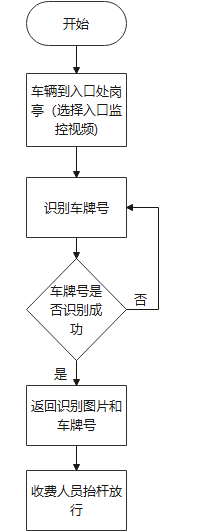 开始
车辆到入口处岗
亭（选择入口监
控视频)
识别车牌号
车牌号是
否识别成
功
否
是
返回识别图片和
车牌号
收费人员抬杆放
行